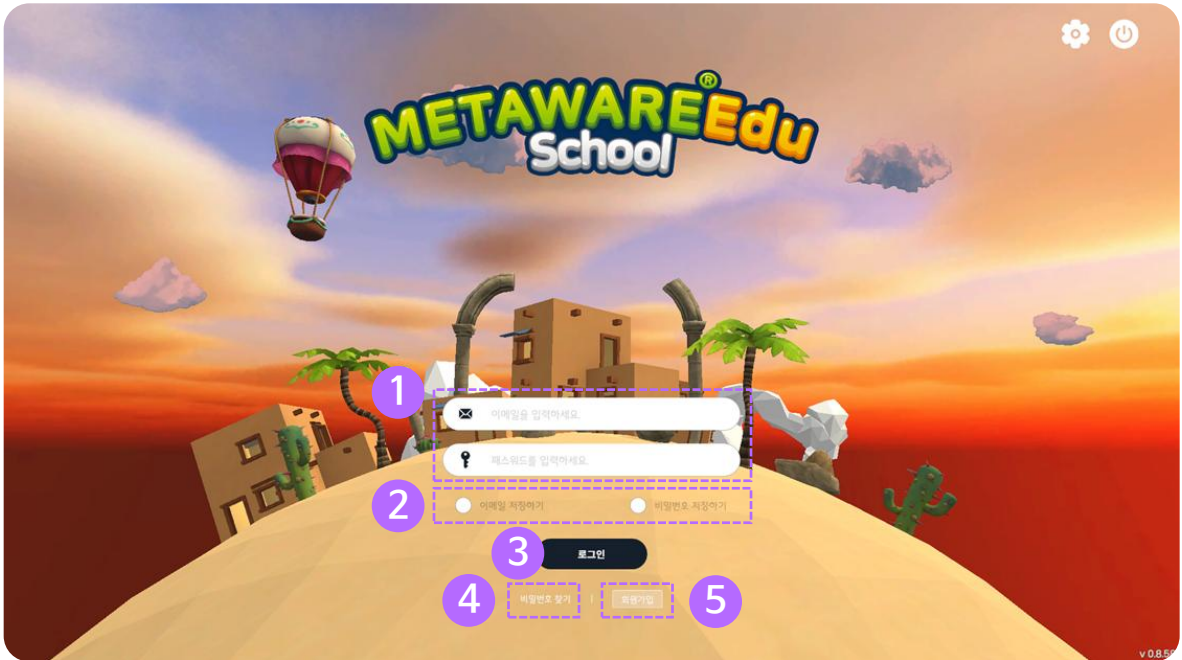 METAWAREEdu®
School
1
이메일을 입력하세요.
패스워드를 입력하세요.
2
이메일 저장하기
비밀번호 저장하기
3
로그인
4
비밀번호 찾기 | 회원가입
5